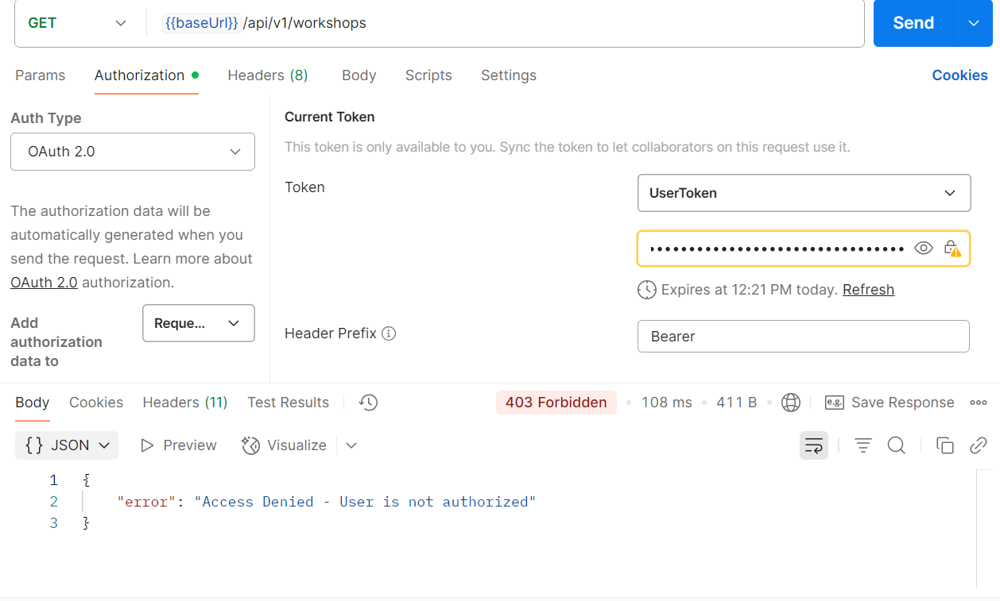 GET
{{baseUrl}} /api/v1/workshops
Send
Params
Authorization
Headers (8)
Body
Scripts
Settings
Cookies
Auth Type
OAuth 2.0
The authorization data will be
automatically generated when you
send the request. Learn more about
OAuth 2.0 authorization.
Add
authorization
data to
Reque...
Current Token
This token is only available to you. Sync the token to let collaborators on this request use it.
Token
UserToken
Expires at 12:21 PM today. Refresh
Header Prefix
Bearer
Body
Cookies
Headers (11)
Test Results
403 Forbidden
108 ms
411 B
e.g.
Save Response
{} JSON
Preview
Visualize
1 {
2 "error": "Access Denied - User is not authorized"
3 }